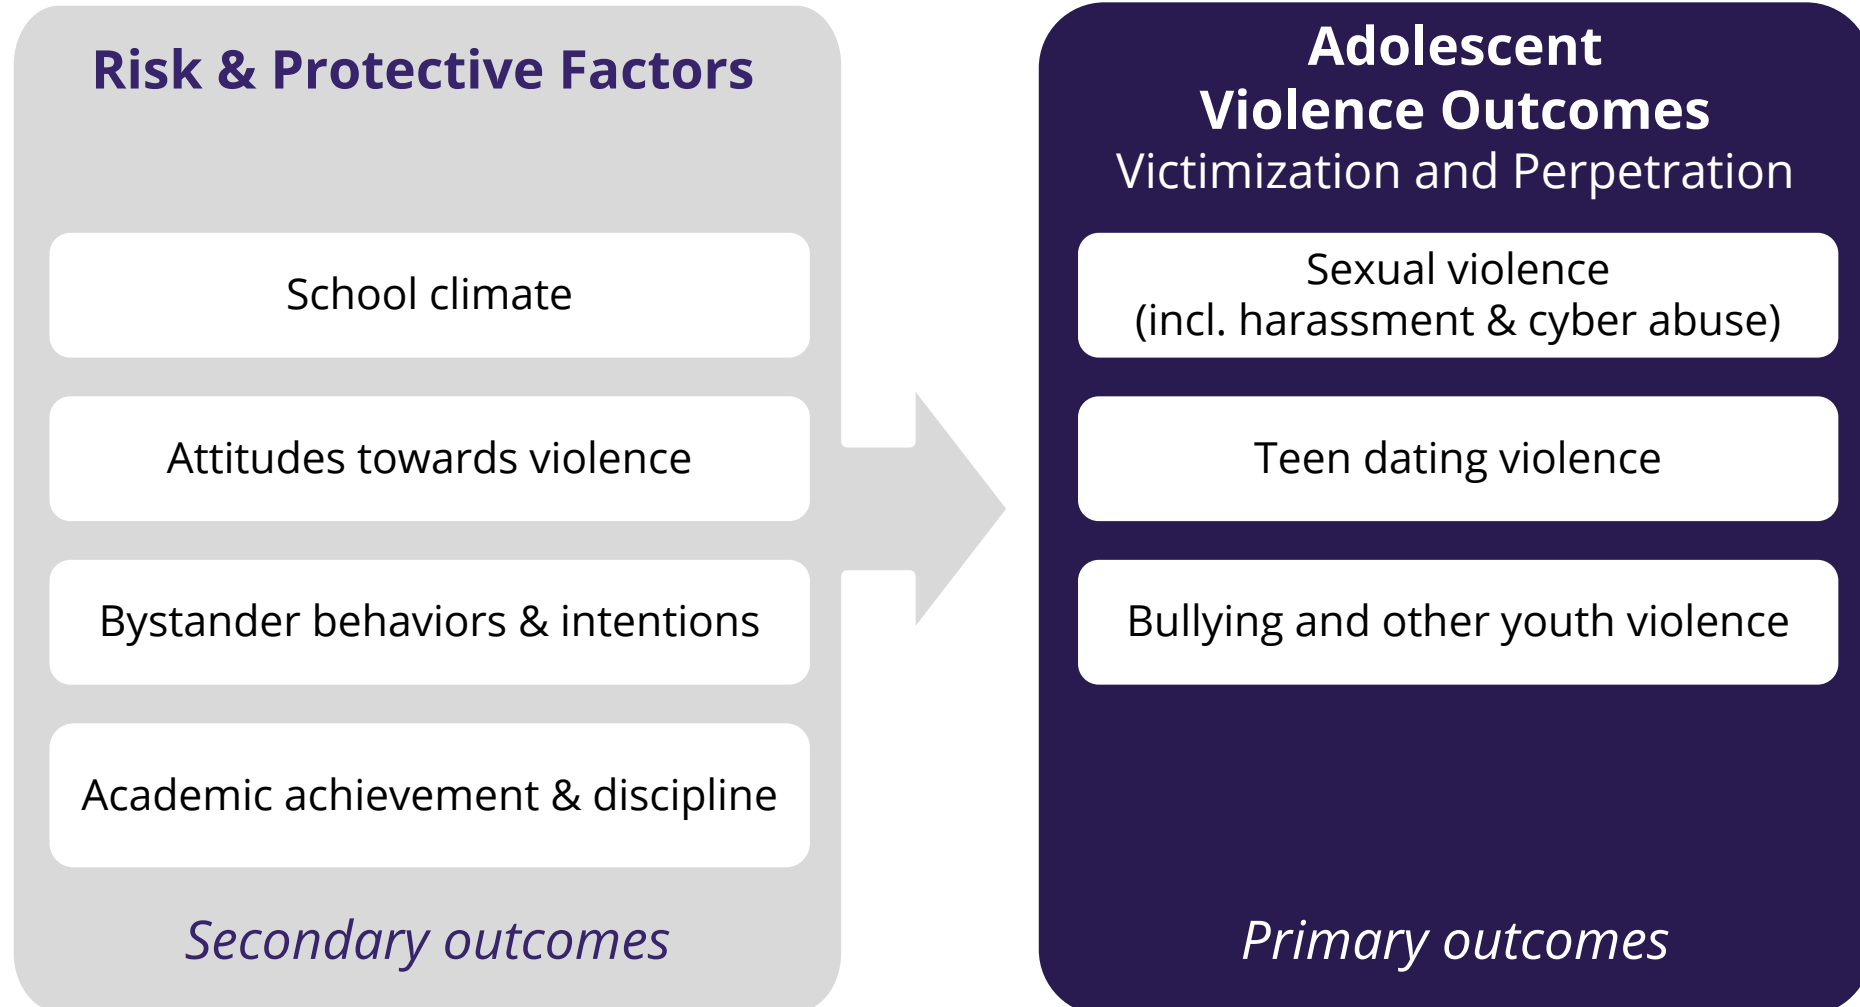 Risk & Protective Factors
School climate
Attitudes towards violence
Bystander behaviors & intentions
Academic achievement & discipline
Secondary outcomes
Adolescent
Violence Outcomes
Victimization and Perpetration
Sexual violence
(incl. harassment & cyber abuse)
Teen dating violence
Bullying and other youth violence
Primary outcomes